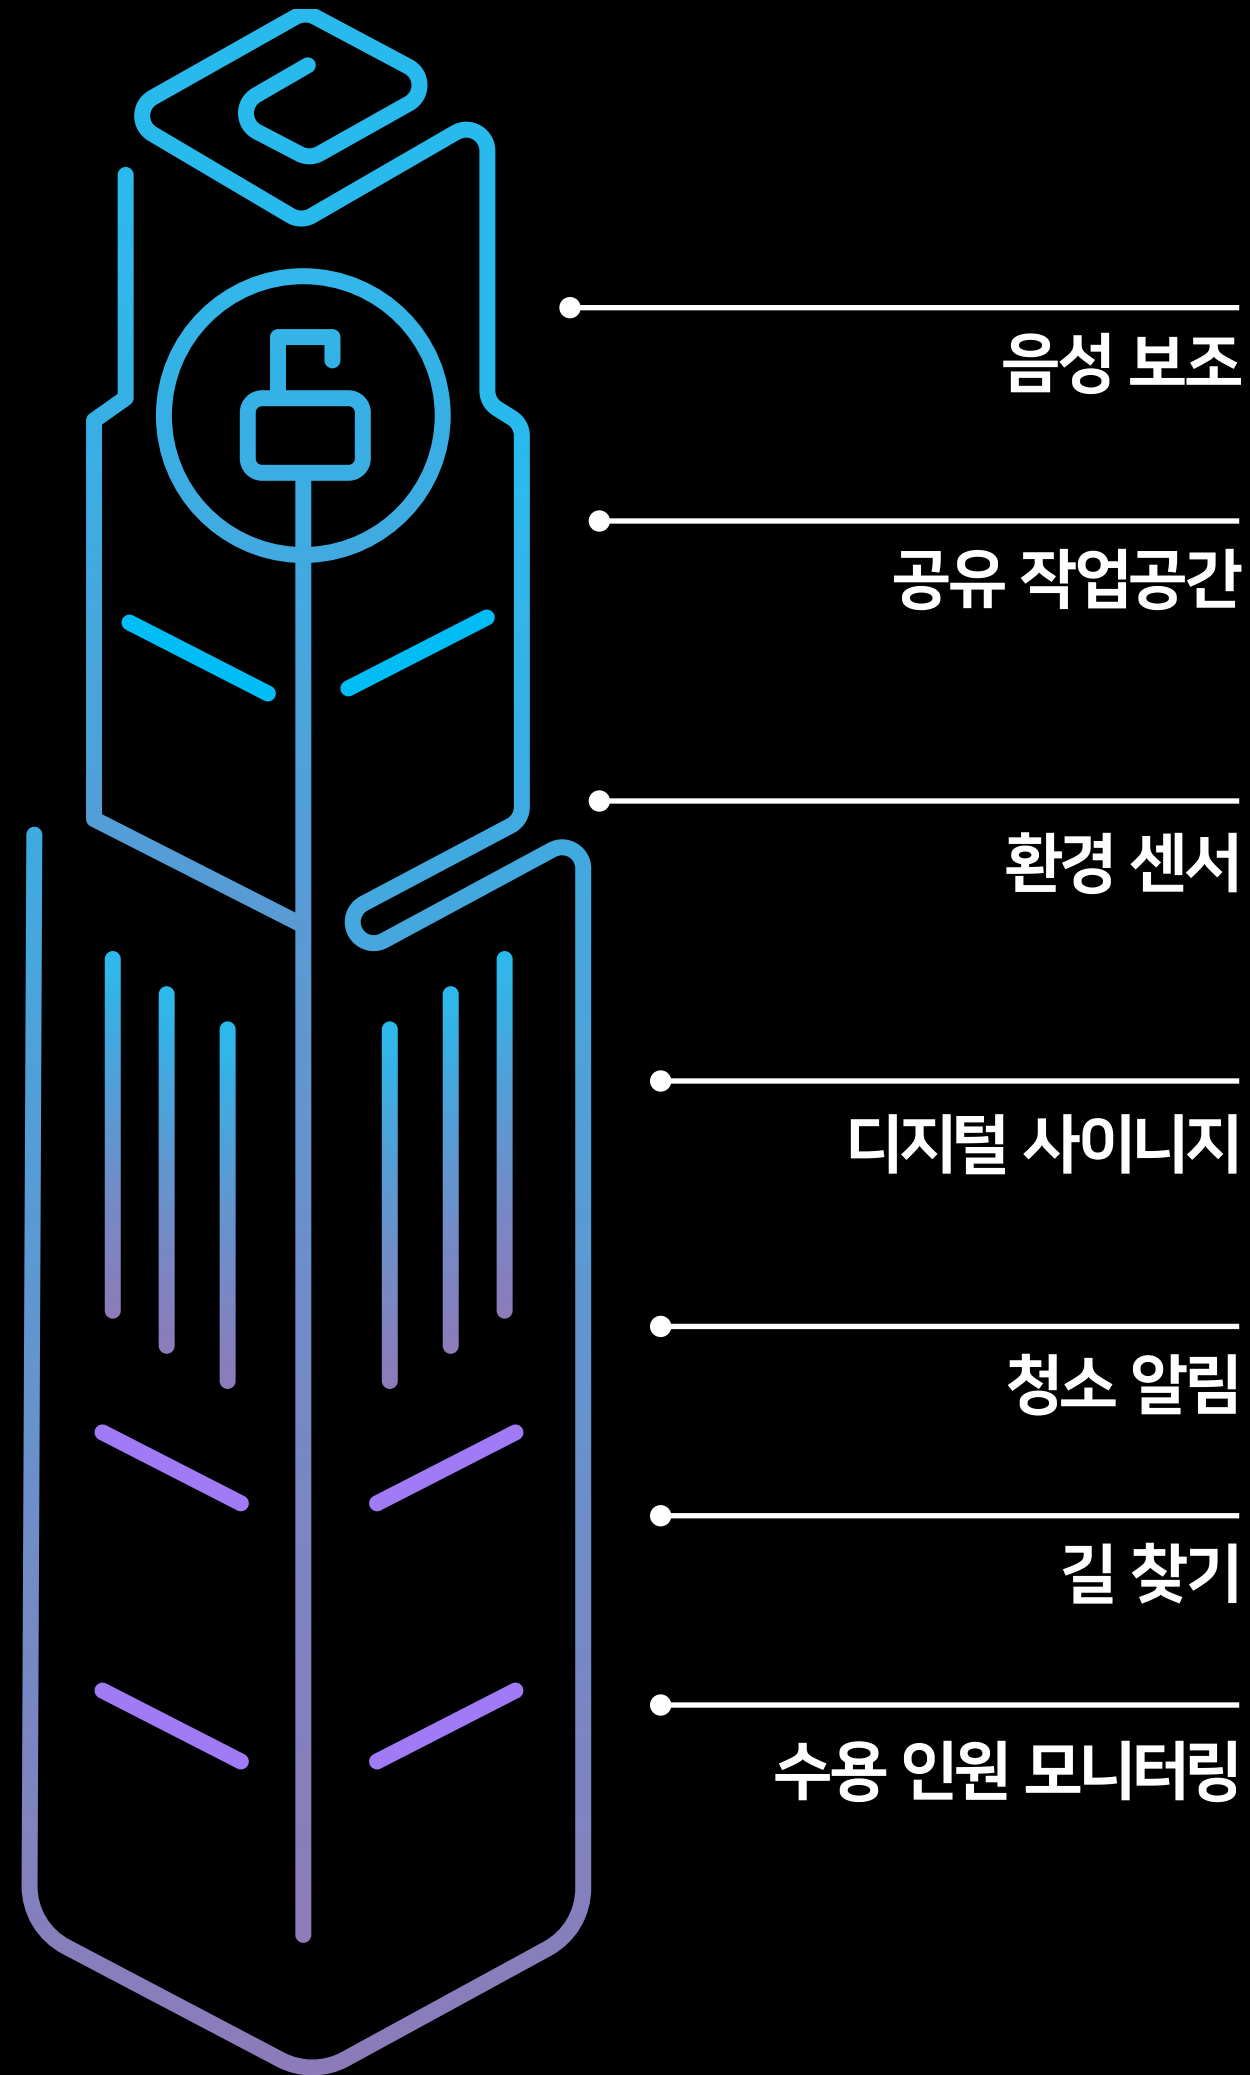 음성 보조
공유 작업공간
환경 센서
디지털 사이니지
청소 알림
길 찾기
수용 인원 모니터링